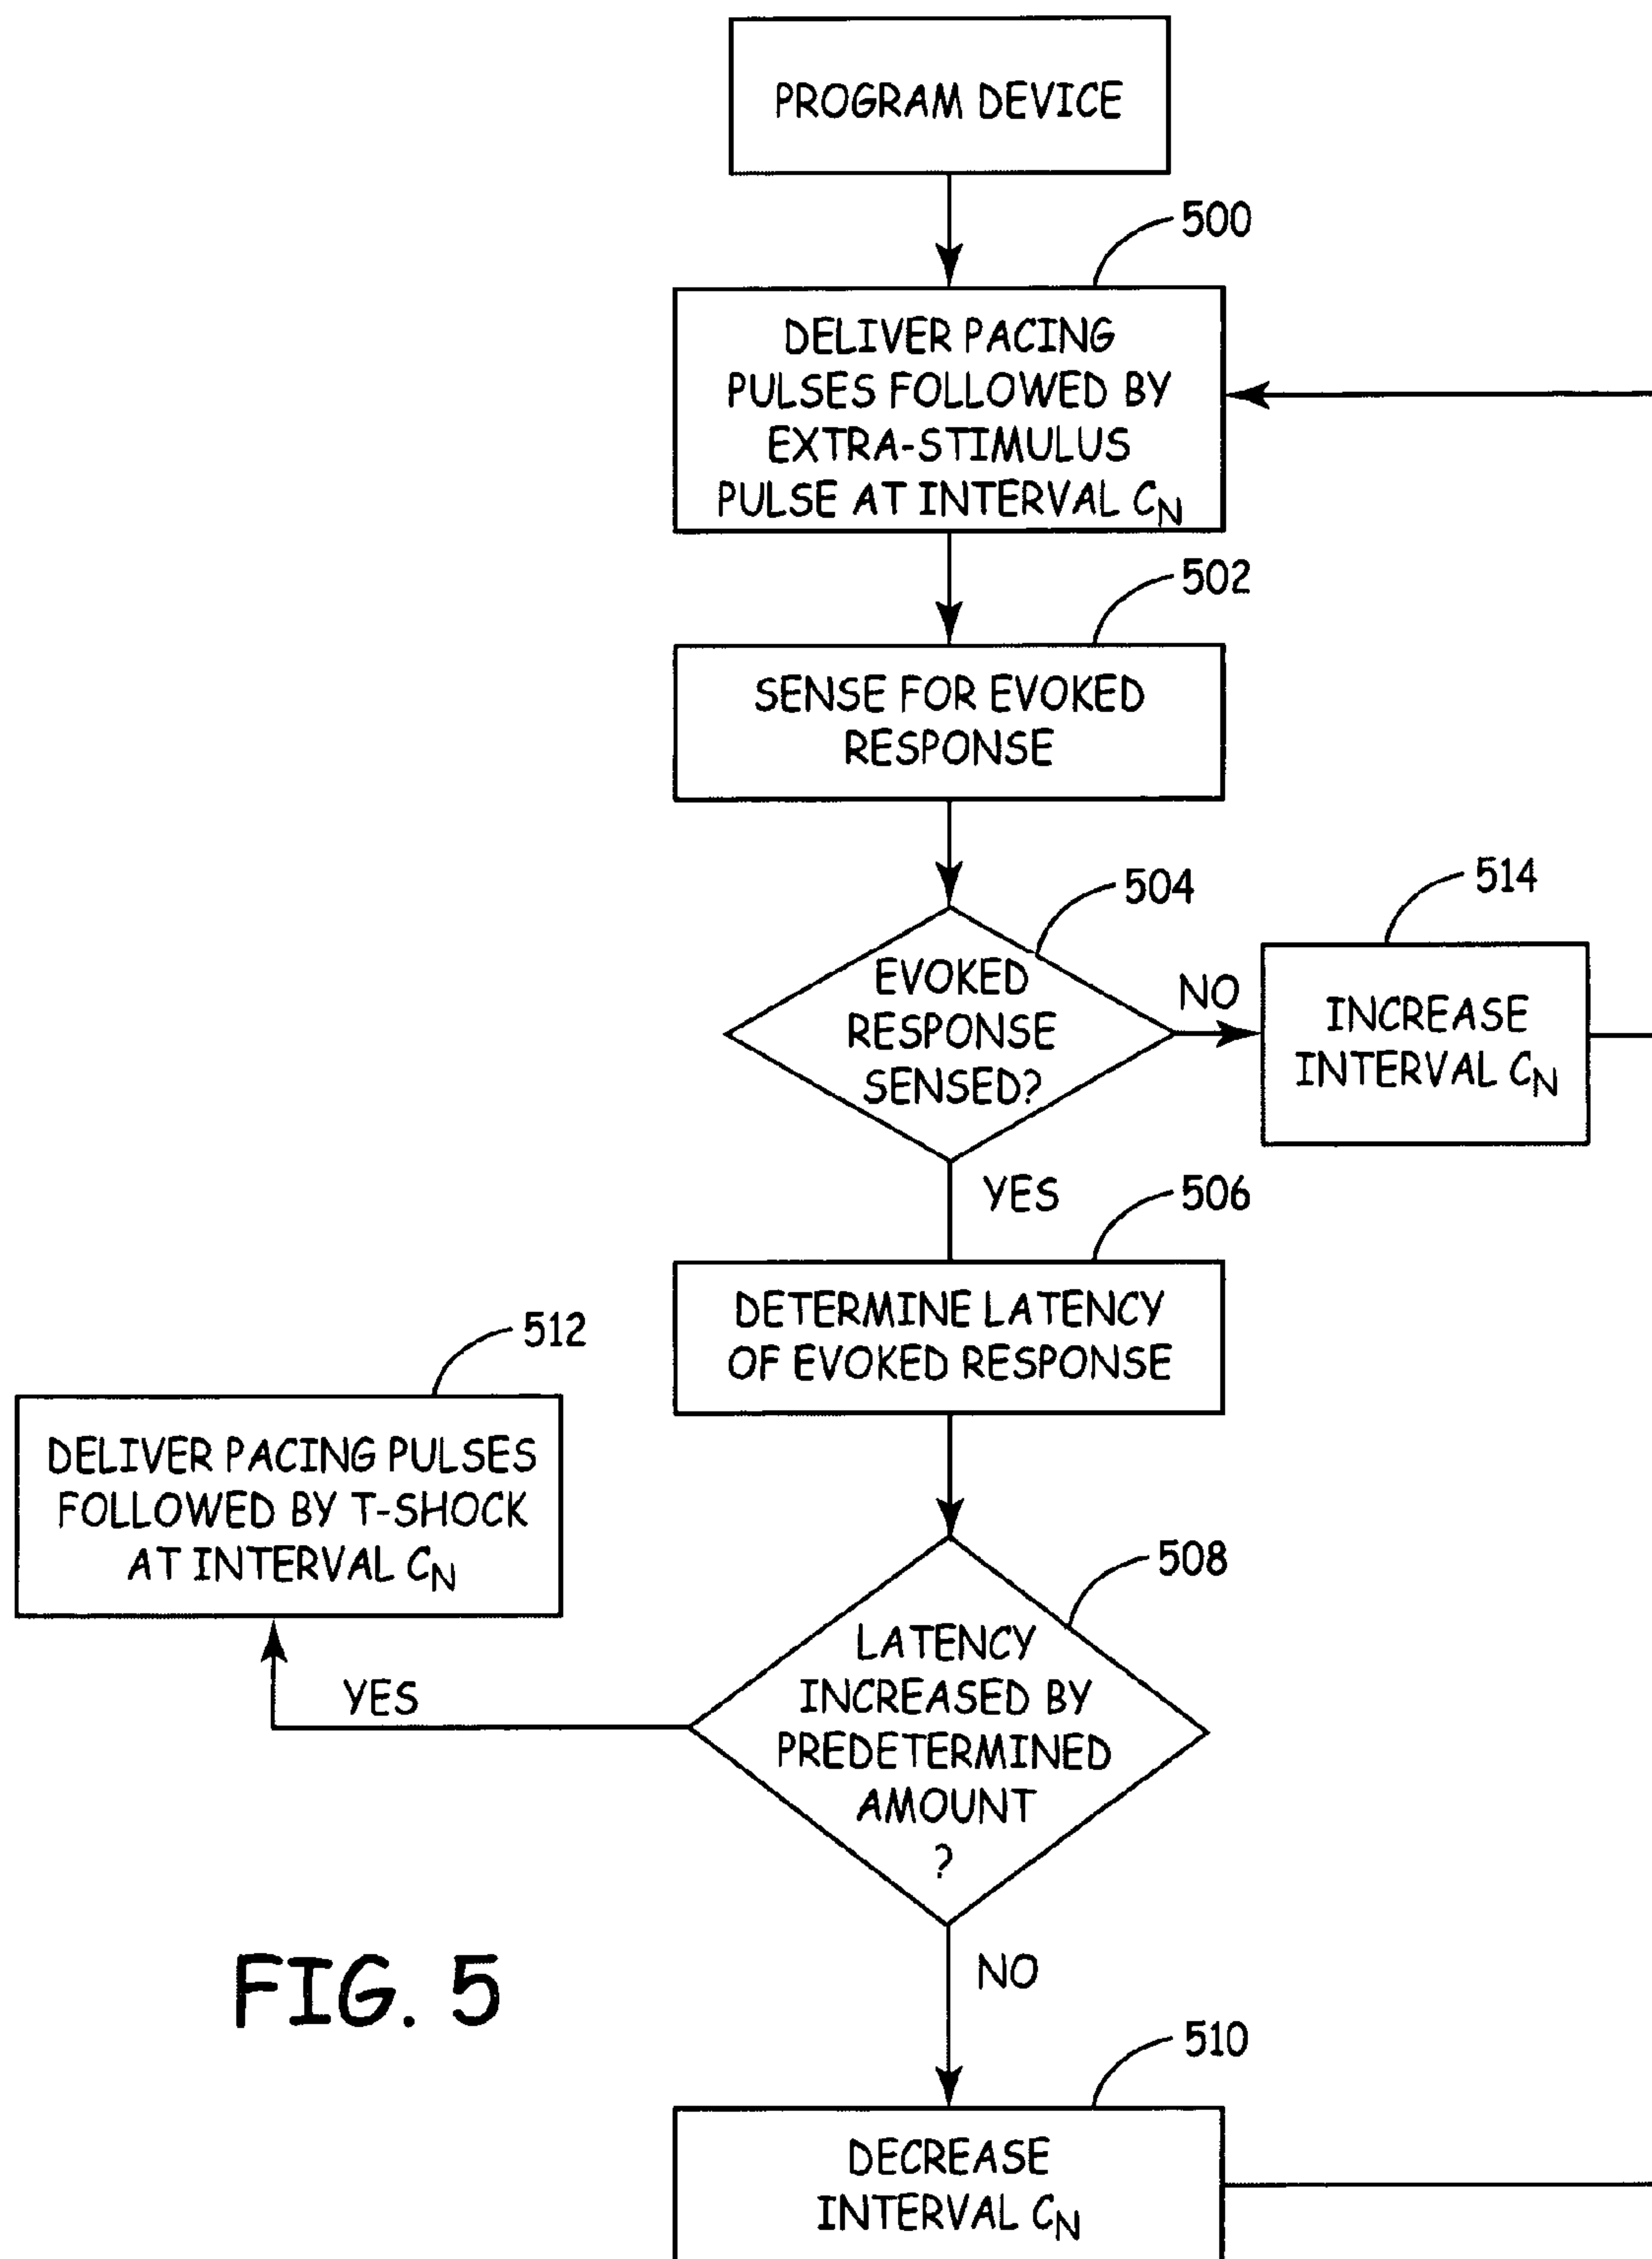 PROGRAM DEVICE
500
DELIVER PACING
PULSES FOLLOWED BY
EXTRA-STIMULUS
PULSE AT INTERVAL CN
502
SENSE FOR EVOKED
RESPONSE
504
EVOKED
RESPONSE
SENSED?
NO
514
INCREASE
INTERVAL CN
YES
506
DETERMINE LATENCY
OF EVOKED RESPONSE
512
DELIVER PACING PULSES
FOLLOWED BY T-SHOCK
AT INTERVAL CN
508
LATENCY
INCREASED BY
PREDETERMINED
AMOUNT
?
YES
NO
FIG. 5
510
DECREASE
INTERVAL CN